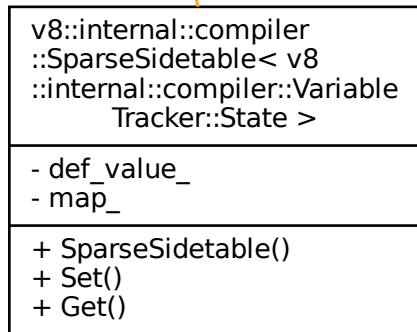 v8::internal::compiler
::SparseSidetable< v8
::internal::compiler::Variable
Tracker::State >
- def_value_
- map_
+ SparseSidetable()
+ Set()
+ Get()